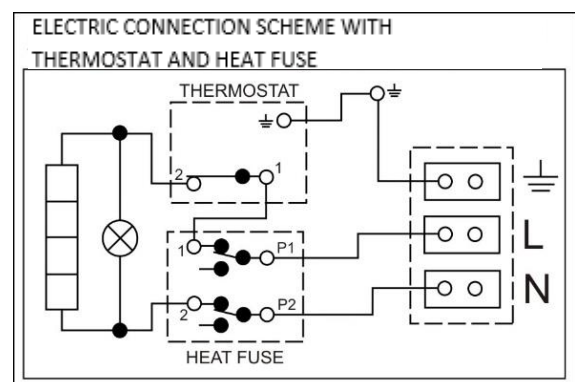 ELECTRIC CONNECTION SCHEME WITH
THERMOSTAT AND HEAT FUSE
THERMOSTAT
2
1
1
P1
L
2
P2
N
HEAT FUSE